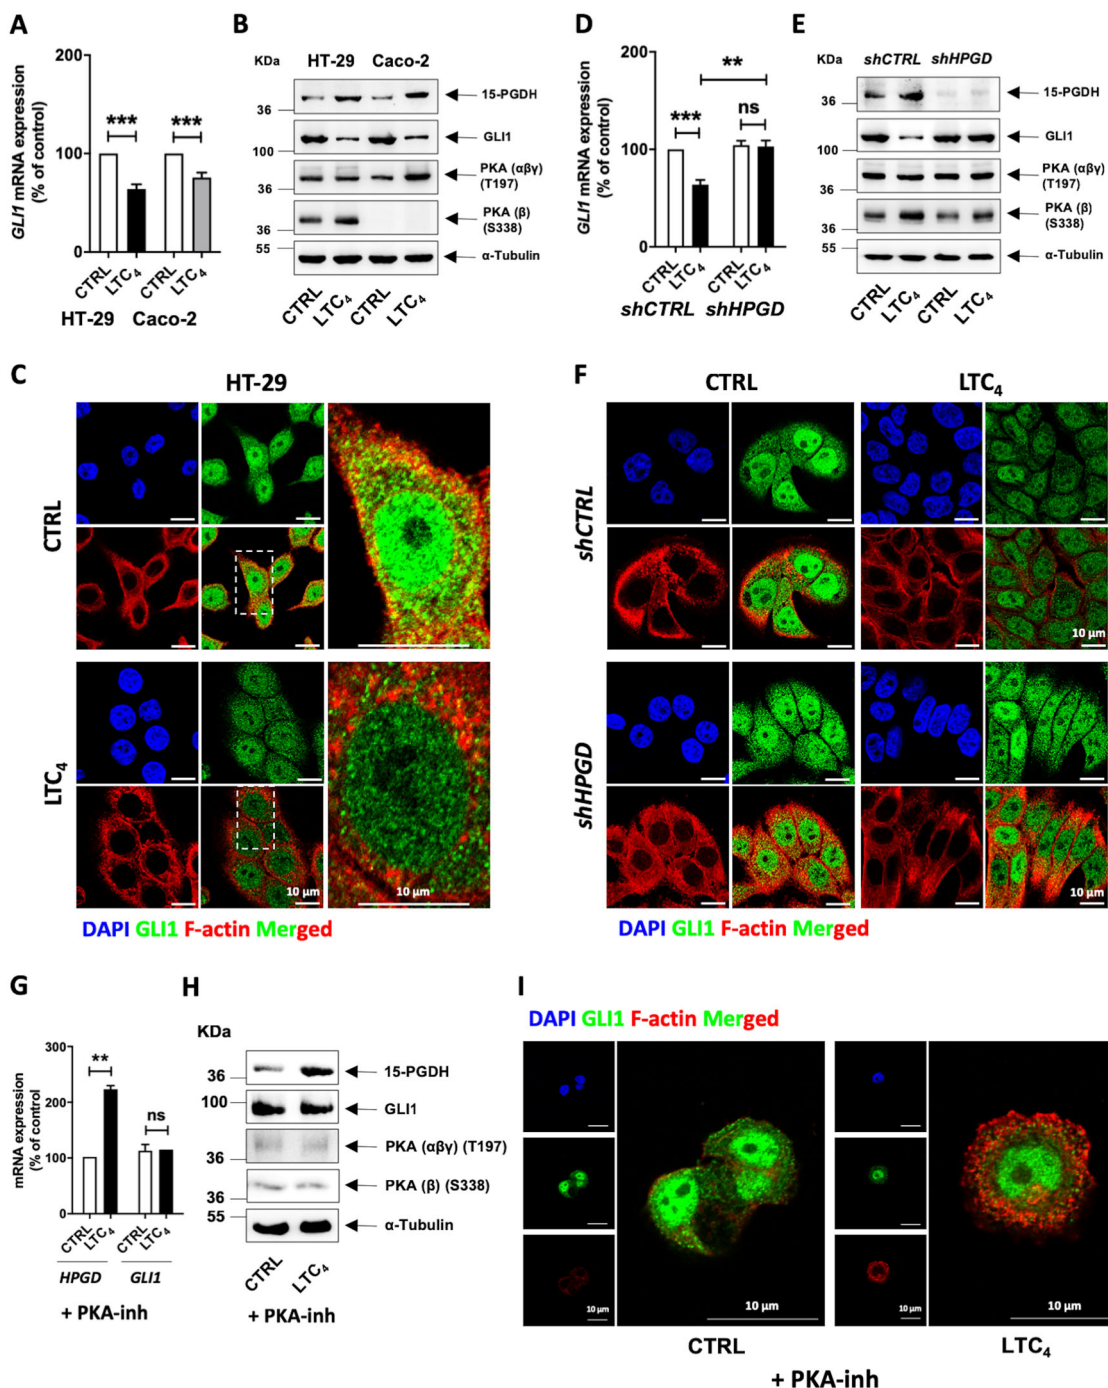 A
GLI1 mRNA expression
(% of control)
200
100
0
***
***
CTRL
LTC4
CTRL
LTC4
HT-29 Caco-2
B
KDa
HT-29 Caco-2
36
100
36
36
55
15-PGDH
GLI1
PKA (αβγ)
(T197)
PKA (β)
(S338)
α-Tubulin
CTRL
LTC4
CTRL
LTC4
D
GLI1 mRNA expression
(% of control)
200
100
0
**
***
ns
CTRL
LTC4
CTRL
LTC4
shCTRL shHPGD
E
KDa
shCTRL shHPGD
36
100
36
36
55
15-PGDH
GLI1
PKA (αβγ)
(T197)
PKA (β)
(S338)
α-Tubulin
CTRL
LTC4
CTRL
LTC4
C
HT-29
CTRL
LTC4
10 µm
10 µm
DAPI GLI1 F-actin Merged
F
CTRL
LTC4
shCTRL
10 µm
shHPGD
10 µm
DAPI GLI1 F-actin Merged
G
mRNA expression
(% of control)
300
200
100
0
**
ns
CTRL
LTC4
CTRL
LTC4
HPGD GLI1
+ PKA-inh
H
KDa
36
100
36
36
55
15-PGDH
GLI1
PKA (αβγ) (T197)
PKA (β) (S338)
α-Tubulin
CTRL
LTC4
+ PKA-inh
I
DAPI GLI1 F-actin Merged
10 µm
10 µm
10 µm
10 µm
CTRL
LTC4
+ PKA-inh